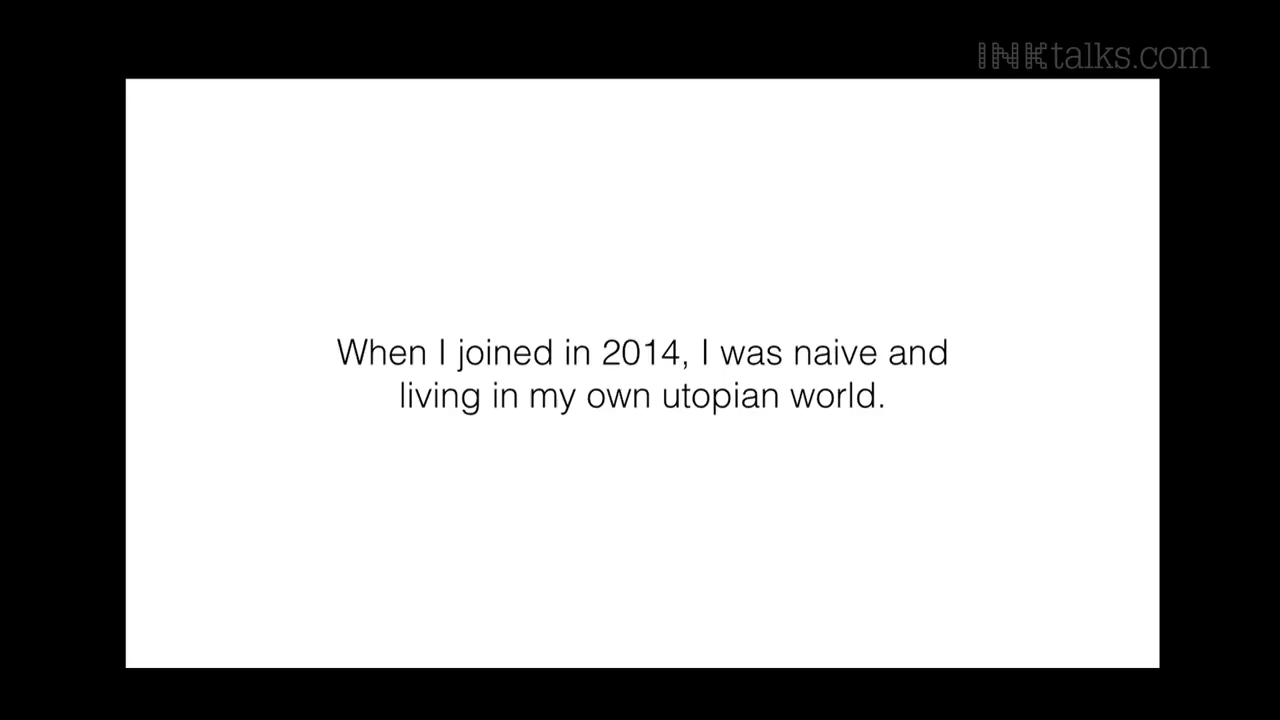 INKtalks.com
When I joined in 2014, I was naive and
living in my own utopian world.